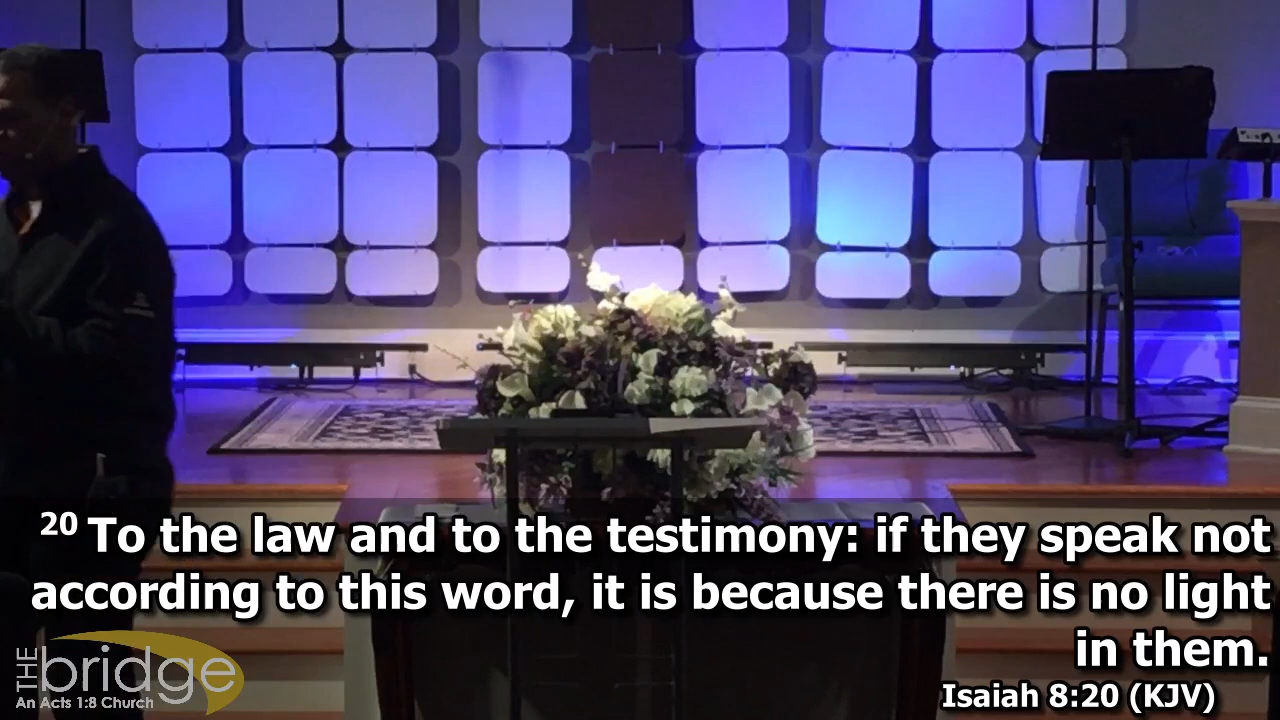 20 To the law and to the testimony: if they speak not
according to this word, it is because there is no light
in them.
Isaiah 8:20 (KJV)
THE bridge
An Acts 1:8 Church